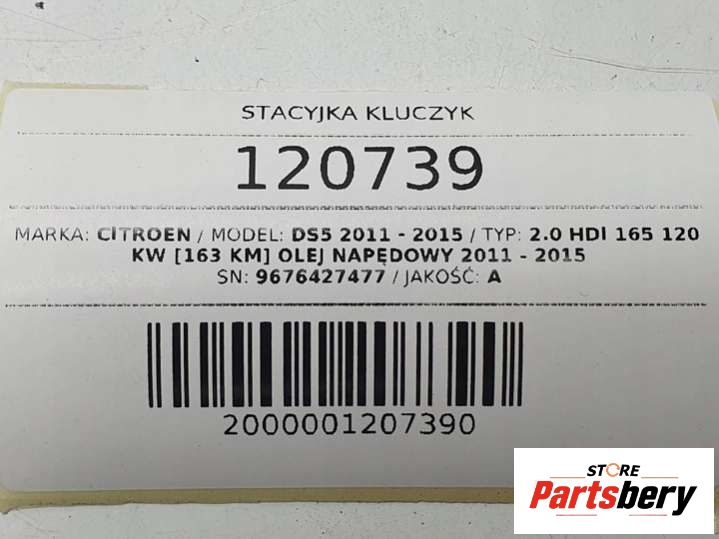 STACYJKA KLUCZYK
120739
MARKA: CITROEN / MODEL: DS5 2011 - 2015 / TYP: 2.0 HDI 165 120
KW [163 KM] OLEJ NAPĘDOWY 2011 - 2015
SN: 9676427477 / JAKOŚĆ: A
2000001207390
STORE
Partsbery